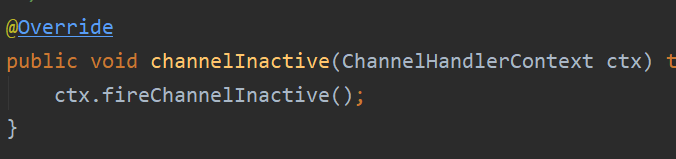 @Override
public void channelInactive(ChannelHandlerContext ctx) t
ctx.fireChannelInactive();
}